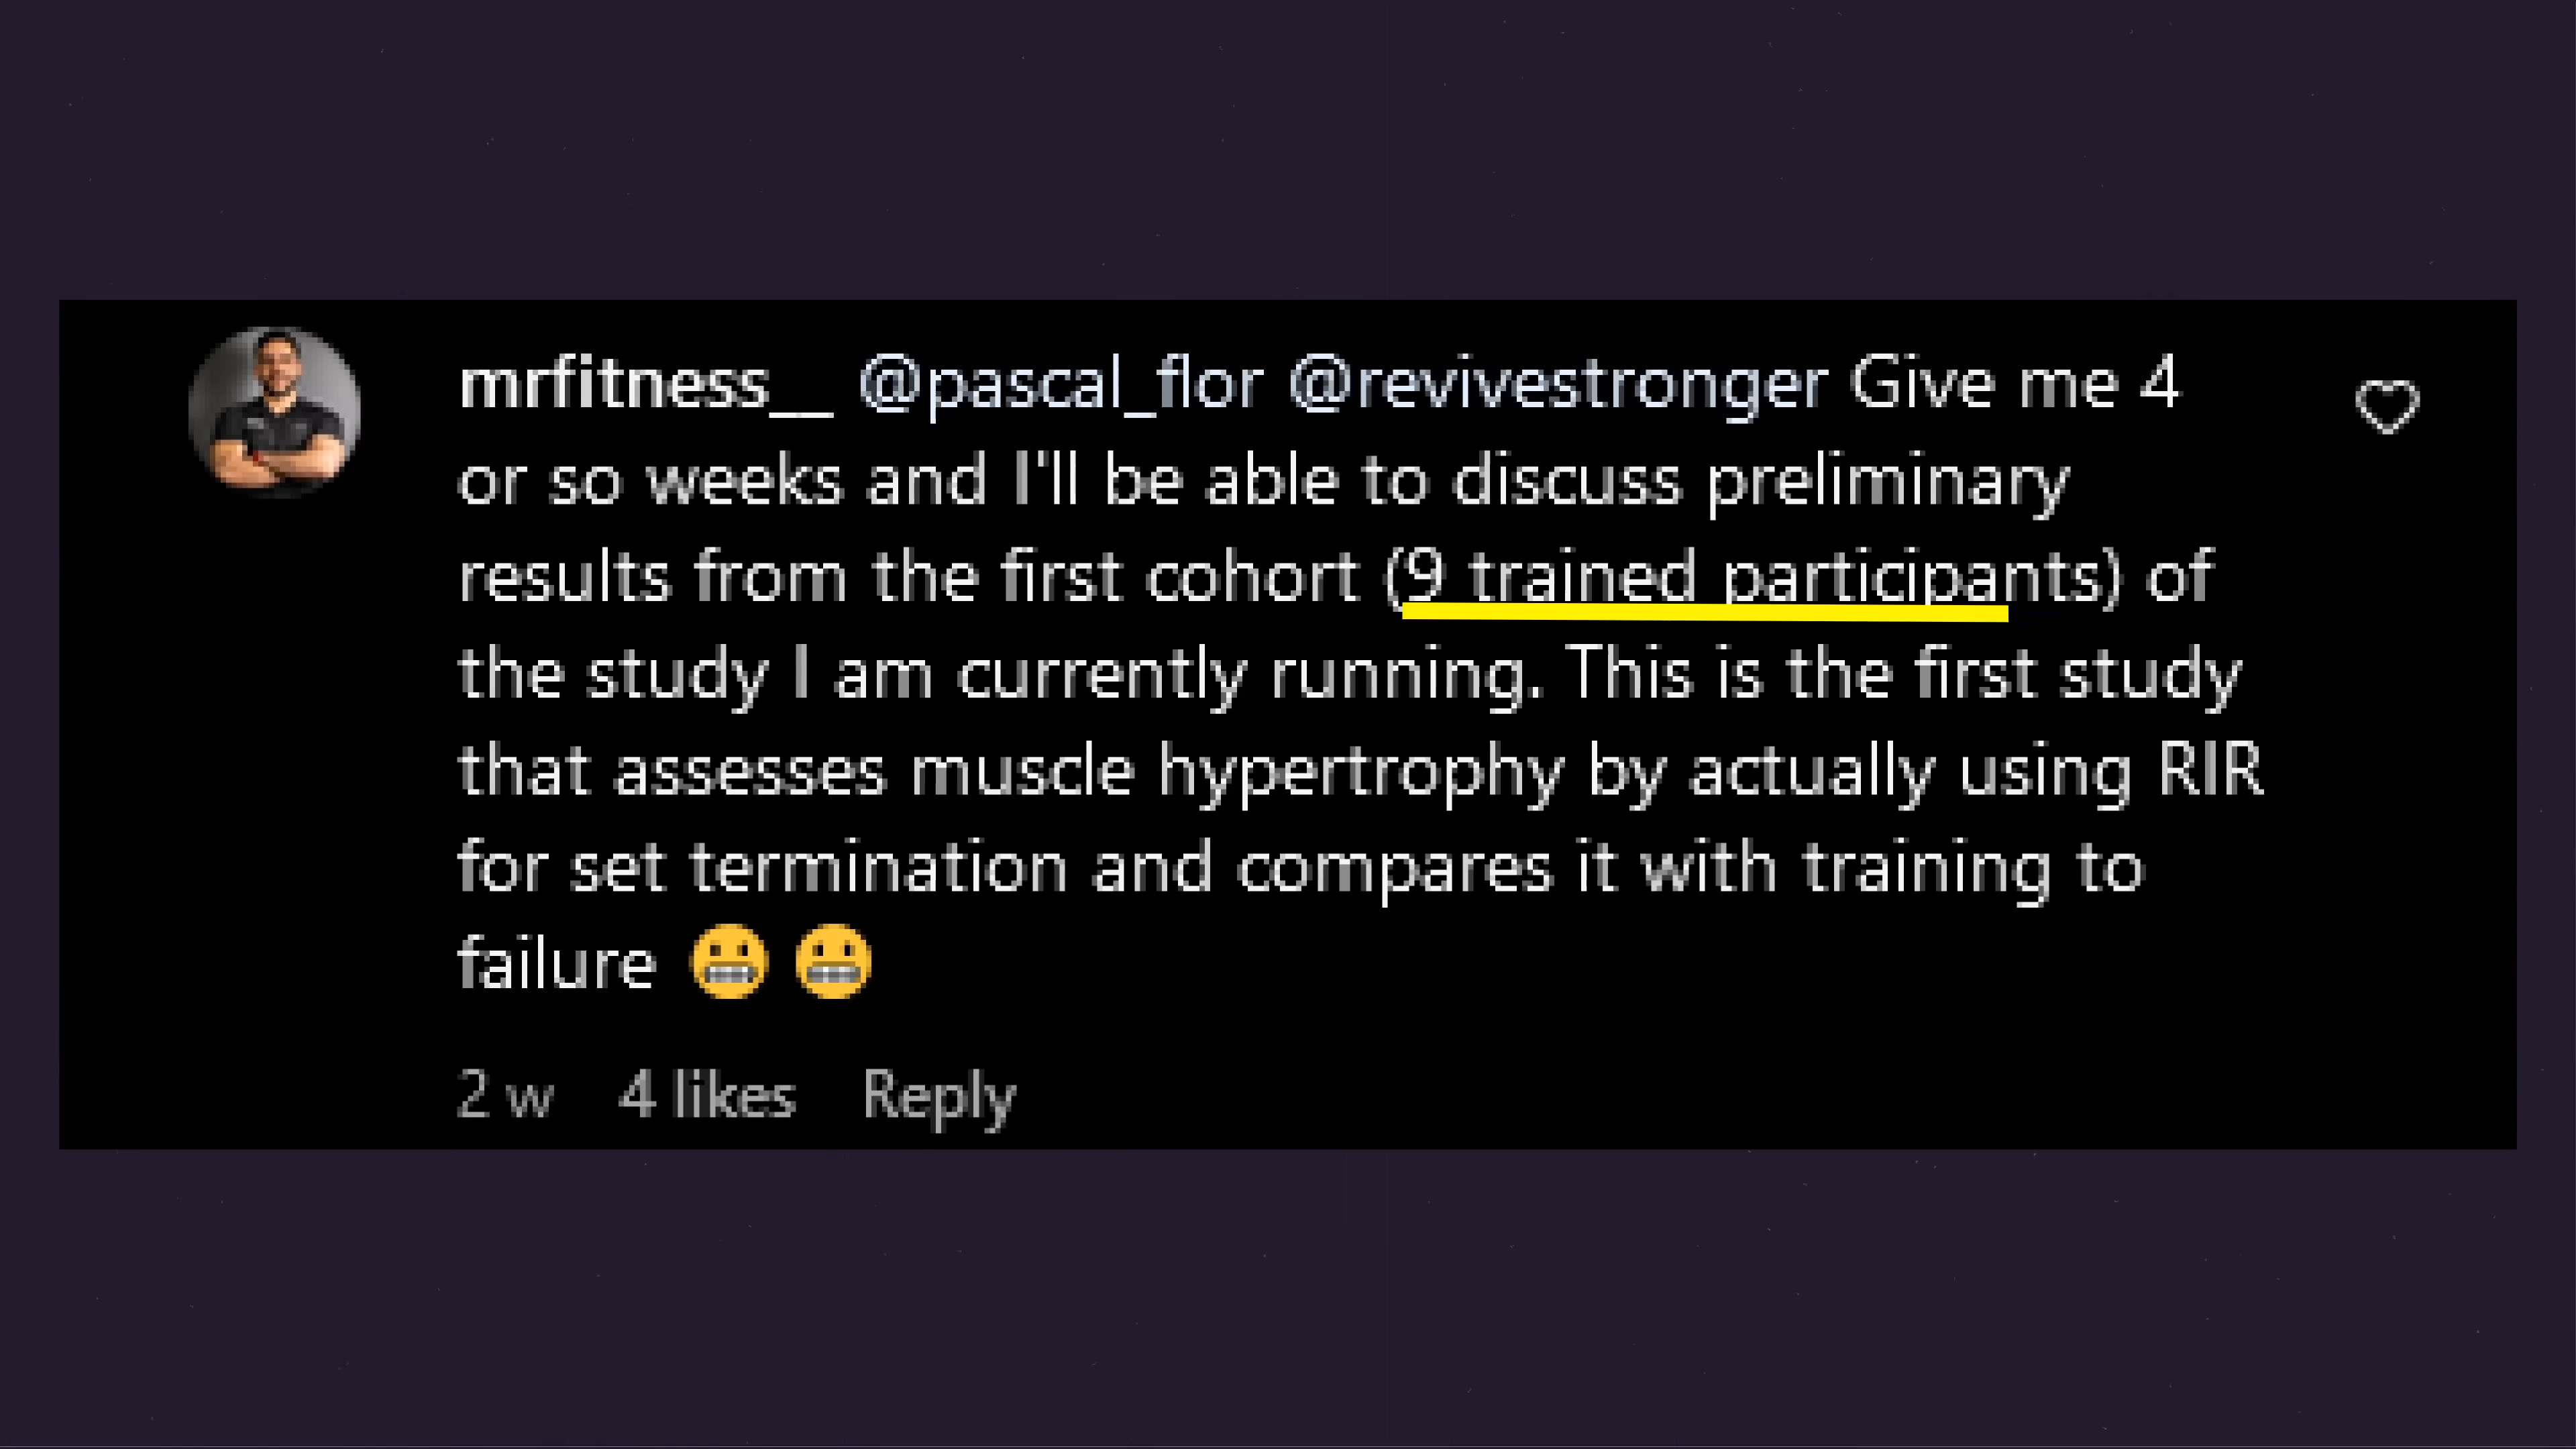 mrfitness__ @pascal_flor @revivestronger Give me 4
or so weeks and I'll be able to discuss preliminary
results from the first cohort (9 trained participants) of
the study I am currently running. This is the first study
that assesses muscle hypertrophy by actually using RIR
for set termination and compares it with training to
failure 😬 😬
2 w 4 likes Reply